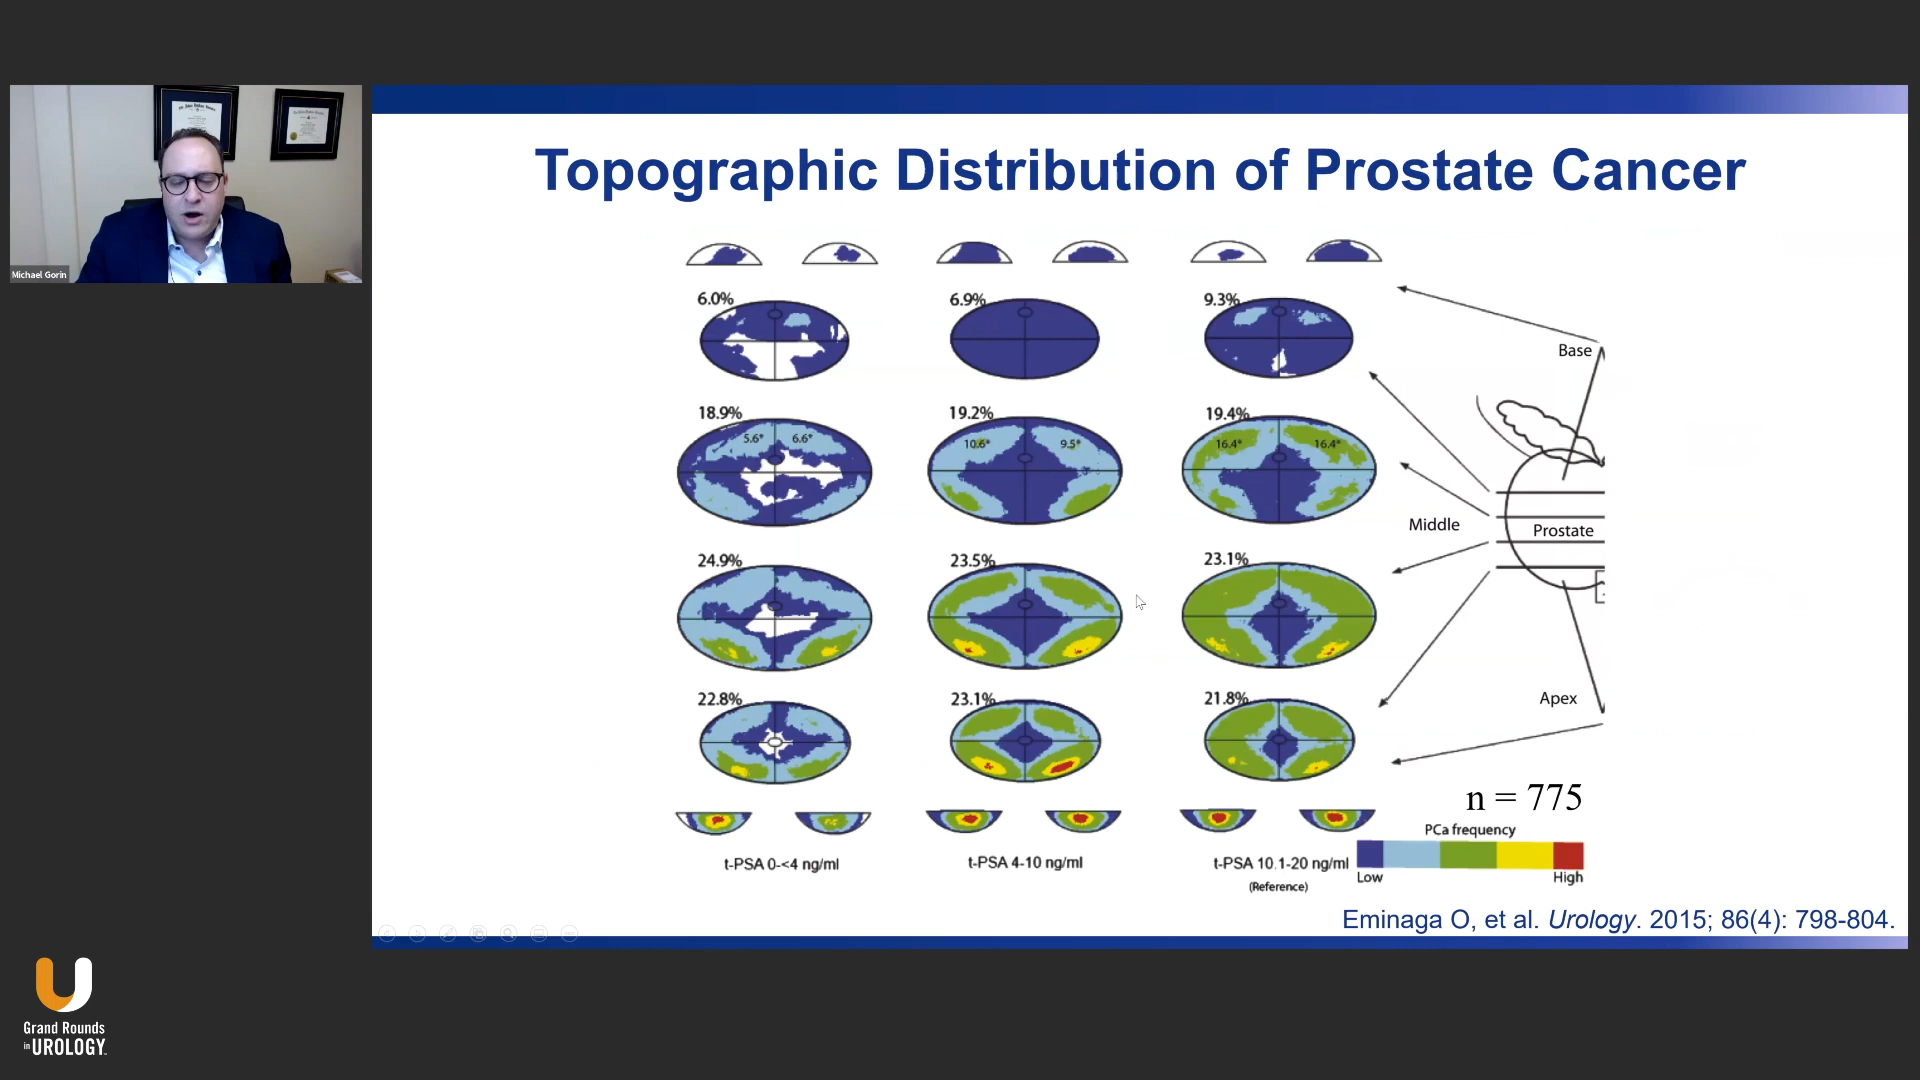 Michael Gorin
Topographic Distribution of Prostate Cancer
6.0%
6.9%
9.3%
Base
18.9%
19.2%
19.4%
5.6*
6.6*
10.6*
9.5*
16.4*
16.4*
Middle
Prostate
24.9%
23.5%
23.1%
22.8%
23.1%
21.8%
Apex
n = 775
PCa frequency
Low
High
t-PSA 0-<4 ng/ml
t-PSA 4-10 ng/ml
t-PSA 10.1-20 ng/ml
(Reference)
Eminaga O, et al. Urology. 2015; 86(4): 798-804.
Grand Rounds
in UROLOGY